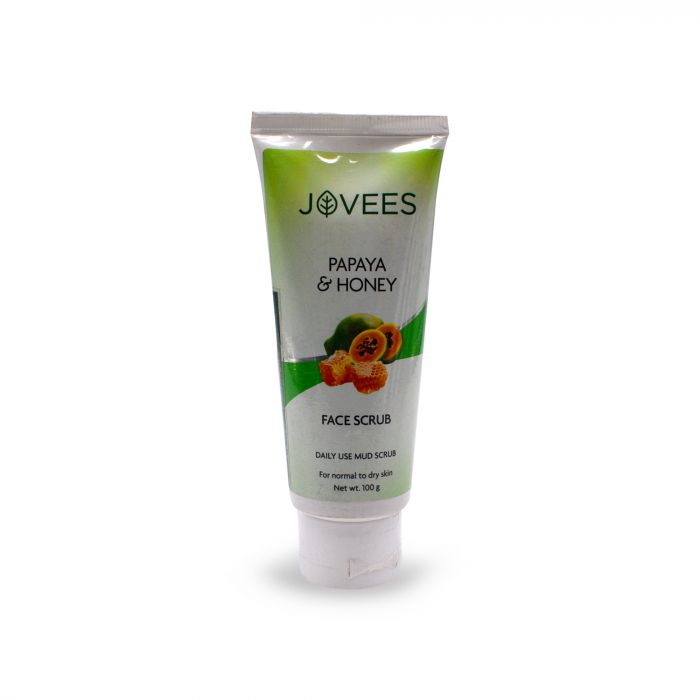 JOVEES
PAPAYA
& HONEY
FACE SCRUB
DAILY USE MUD SCRUB
For normal to dry skin
Net wt. 100 g